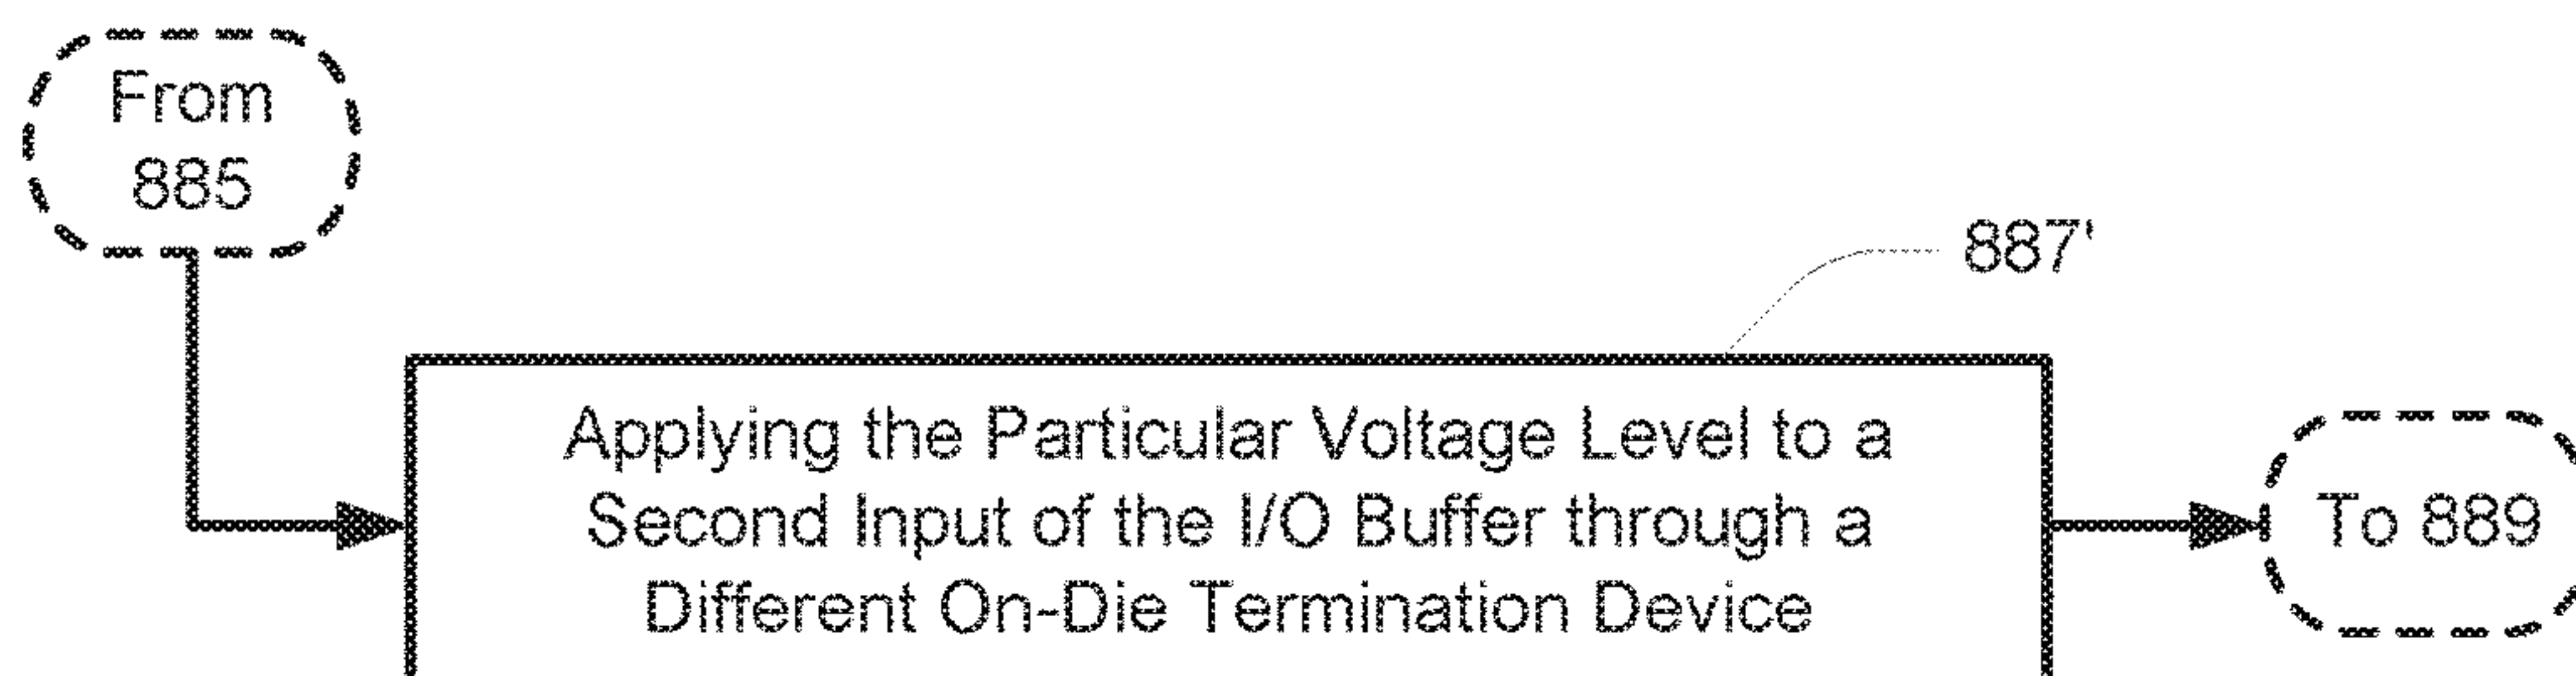 From
885
887'
Applying the Particular Voltage Level to a
Second Input of the I/O Buffer through a
Different On-Die Termination Device
To 889